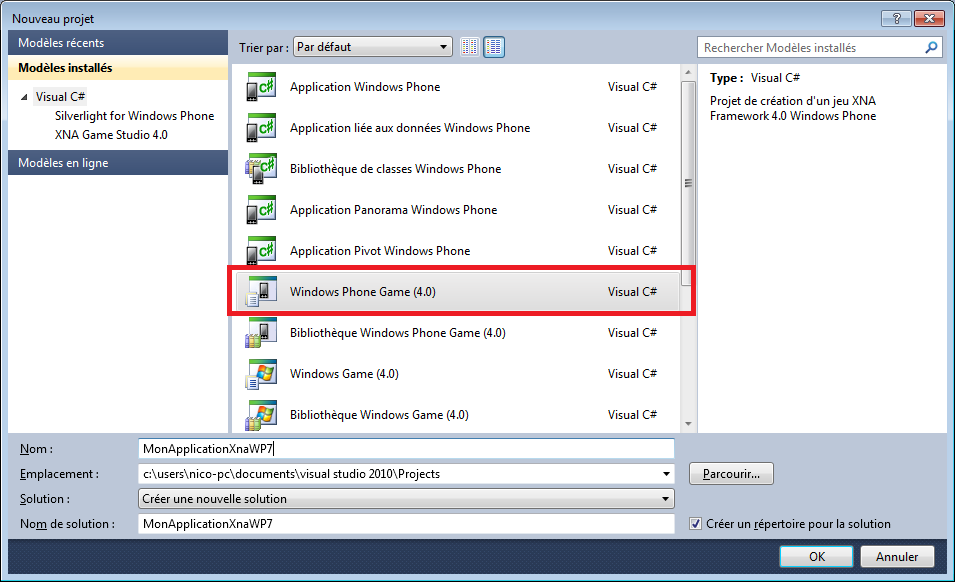 Nouveau projet
?
Modèles récents
Modèles installés
Visual C#
Silverlight for Windows Phone
XNA Game Studio 4.0
Modèles en ligne
Trier par : Par défaut
Application Windows Phone Visual C#
Application liée aux données Windows Phone Visual C#
Bibliothèque de classes Windows Phone Visual C#
Application Panorama Windows Phone Visual C#
Application Pivot Windows Phone Visual C#
Windows Phone Game (4.0) Visual C#
Bibliothèque Windows Phone Game (4.0) Visual C#
Windows Game (4.0) Visual C#
Bibliothèque Windows Game (4.0) Visual C#
Rechercher Modèles installés
Type : Visual C#
Projet de création d'un jeu XNA
Framework 4.0 Windows Phone
Nom : MonApplicationXnaWP7
Emplacement : c:\users\nico-pc\documents\visual studio 2010\Projects Parcourir...
Solution : Créer une nouvelle solution
Nom de solution : MonApplicationXnaWP7 Créer un répertoire pour la solution
OK Annuler